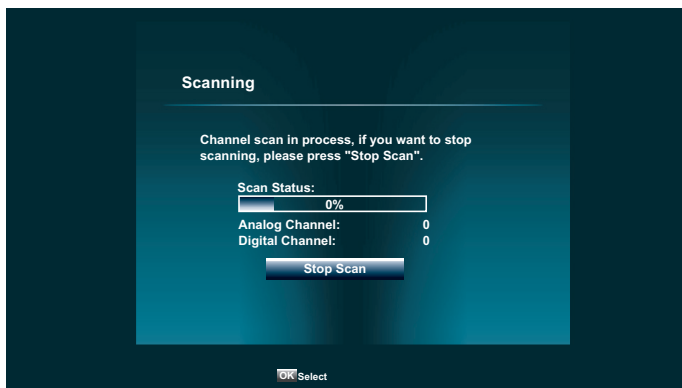 Scanning
Channel scan in process, if you want to stop
scanning, please press "Stop Scan".
Scan Status:
0%
Analog Channel: 0
Digital Channel: 0
Stop Scan
OK Select